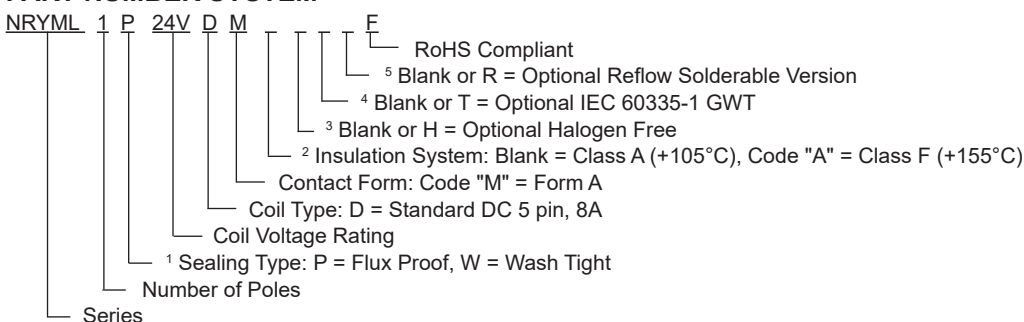 PART NUMBER SYSTEM
NRYML 1 P 24V D M _ _ _ _ F
RoHS Compliant
5 Blank or R = Optional Reflow Solderable Version
4 Blank or T = Optional IEC 60335-1 GWT
3 Blank or H = Optional Halogen Free
2 Insulation System: Blank = Class A (+105°C), Code "A" = Class F (+155°C)
Contact Form: Code "M" = Form A
Coil Type: D = Standard DC 5 pin, 8A
Coil Voltage Rating
1 Sealing Type: P = Flux Proof, W = Wash Tight
Number of Poles
Series